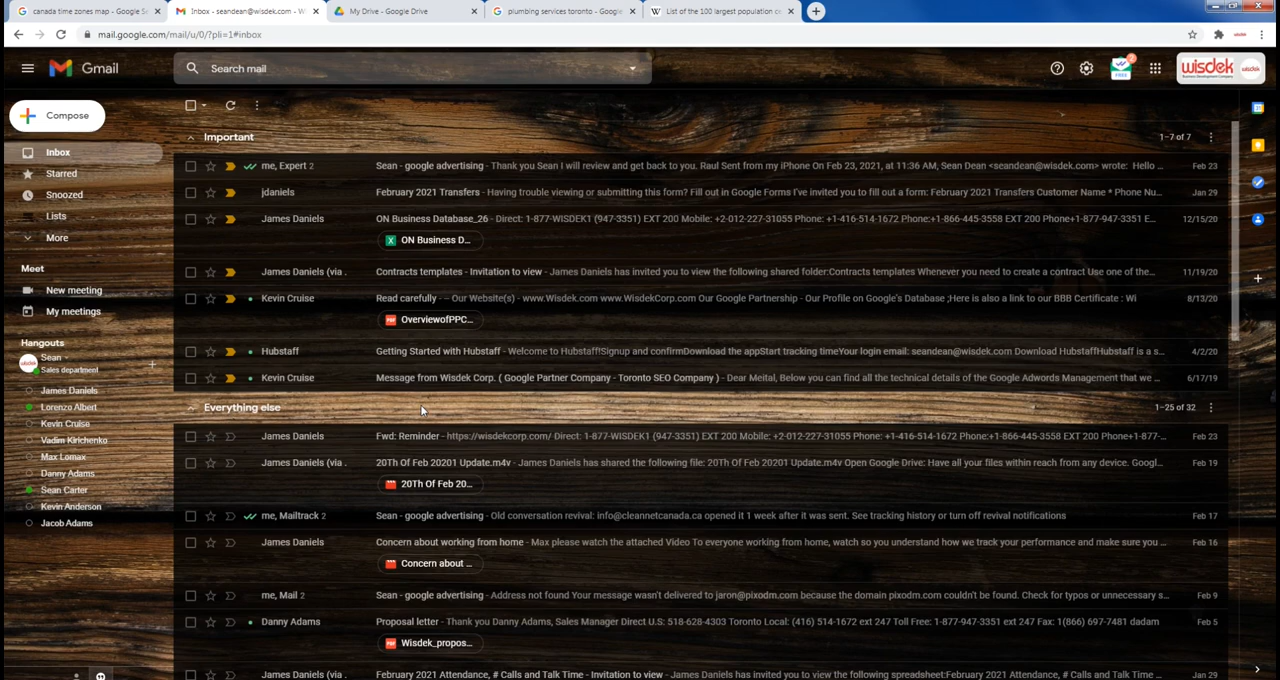 canada time zones map - Google Se
Inbox - seandean@wisdek.com - W
My Drive - Google Drive
plumbing services toronto - Google
List of the 100 largest population ce
mail.google.com/mail/u/0/?pli=1#inbox
Gmail
Search mail
FREE
wisdek
Business Development Company
Compose
Inbox
Starred
Snoozed
Lists
More
Meet
New meeting
My meetings
Hangouts
Sean
Sales department
James Daniels
Lorenzo Albert
Kevin Cruise
Vadim Kirichenko
Max Lomax
Danny Adams
Sean Carter
Kevin Anderson
Jacob Adams
Important 1–7 of 7
me, Expert 2 Sean - google advertising - Thank you Sean I will review and get back to you. Raul Sent from my iPhone On Feb 23, 2021, at 11:36 AM, Sean Dean <seandean@wisdek.com> wrote: Hello ... Feb 23
jdaniels February 2021 Transfers - Having trouble viewing or submitting this form? Fill out in Google Forms I've invited you to fill out a form: February 2021 Transfers Customer Name * Phone Nu... Jan 29
James Daniels ON Business Database_26 - Direct: 1-877-WISDEK1 (947-3351) EXT 200 Mobile: +2-012-227-31055 Phone: +1-416-514-1672 Phone:+1-866-445-3558 EXT 200 Phone+1-877-947-3351 E... 12/15/20
ON Business D...
James Daniels (via . Contracts templates - Invitation to view - James Daniels has invited you to view the following shared folder:Contracts templates Whenever you need to create a contract Use one of the... 11/19/20
Kevin Cruise Read carefully - -- Our Website(s) - www.Wisdek.com www.WisdekCorp.com Our Google Partnership - Our Profile on Google's Database ;Here is also a link to our BBB Certificate : Wi 8/13/20
OverviewofPPC...
Hubstaff Getting Started with Hubstaff - Welcome to Hubstaff!Signup and confirmDownload the appStart tracking timeYour login email: seandean@wisdek.com Download HubstaffHubstaff is a s... 4/2/20
Kevin Cruise Message from Wisdek Corp. ( Google Partner Company - Toronto SEO Company ) - Dear Meital, Below you can find all the technical details of the Google Adwords Management that we ... 6/17/19
Everything else 1–25 of 32
James Daniels Fwd: Reminder - https://wisdekcorp.com/ Direct: 1-877-WISDEK1 (947-3351) EXT 200 Mobile: +2-012-227-31055 Phone: +1-416-514-1672 Phone:+1-866-445-3558 EXT 200 Phone:+1-877-... Feb 23
James Daniels (via . 20Th Of Feb 20201 Update.m4v - James Daniels has shared the following file: 20Th Of Feb 20201 Update.m4v Open Google Drive: Have all your files within reach from any device. Googl... Feb 19
20Th Of Feb 20...
me, Mailtrack 2 Sean - google advertising - Old conversation revival: info@cleannetcanada.ca opened it 1 week after it was sent. See tracking history or turn off revival notifications Feb 17
James Daniels Concern about working from home - Max please watch the attached Video To everyone working from home, watch so you understand how we track your performance and make sure you ... Feb 16
Concern about ...
me, Mail 2 Sean - google advertising - Address not found Your message wasn't delivered to jaron@pixodm.com because the domain pixodm.com couldn't be found. Check for typos or unnecessary s... Feb 9
Danny Adams Proposal letter - Thank you Danny Adams, Sales Manager Direct U.S: 518-628-4303 Toronto Local: (416) 514-1672 ext 247 Toll Free: 1-877-947-3351 ext 247 Fax: 1(866) 697-7481 dadam Feb 5
Wisdek_propos...
James Daniels (via . February 2021 Attendance, # Calls and Talk Time - Invitation to view - James Daniels has invited you to view the following spreadsheet:February 2021 Attendance, # Calls and Talk Time ... Jan 29